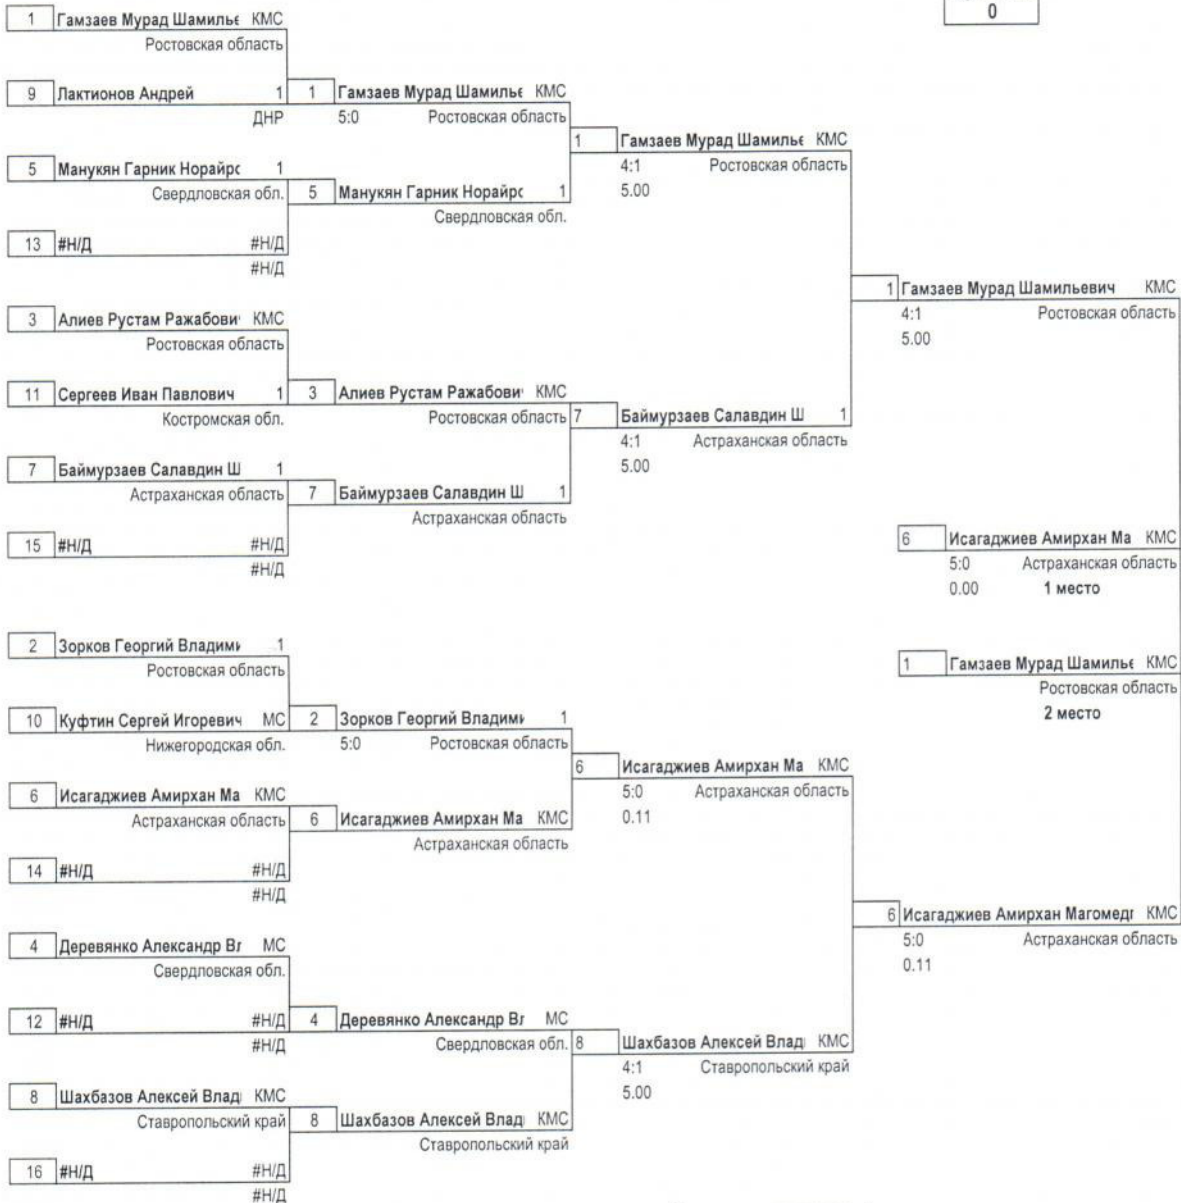 0
1 Гамзаев Мурад Шамилье КМС
Ростовская область
9 Лактионов Андрей 1
ДНР
5 Манукян Гарник Норайрс 1
Свердловская обл.
13 #Н/Д #Н/Д
#Н/Д
3 Алиев Рустам Ражабови КМС
Ростовская область
11 Сергеев Иван Павлович 1
Костромская обл.
7 Баймурзаев Салавдин Ш 1
Астраханская область
15 #Н/Д #Н/Д
#Н/Д
2 Зорков Георгий Владими 1
Ростовская область
10 Куфтин Сергей Игоревич МС
Нижегородская обл.
6 Исагаджиев Амирхан Ма КМС
Астраханская область
14 #Н/Д #Н/Д
#Н/Д
4 Деревянко Александр Вл МС
Свердловская обл.
12 #Н/Д #Н/Д
#Н/Д
8 Шахбазов Алексей Влад КМС
Ставропольский край
16 #Н/Д #Н/Д
#Н/Д
1 Гамзаев Мурад Шамилье КМС
5:0 Ростовская область
5 Манукян Гарник Норайрс 1
Свердловская обл.
3 Алиев Рустам Ражабови КМС
Ростовская область
7 Баймурзаев Салавдин Ш 1
Астраханская область
2 Зорков Георгий Владими 1
5:0 Ростовская область
6 Исагаджиев Амирхан Ма КМС
Астраханская область
4 Деревянко Александр Вл МС
Свердловская обл.
8 Шахбазов Алексей Влад КМС
Ставропольский край
1 Гамзаев Мурад Шамилье КМС
4:1 Ростовская область
5.00
7 Баймурзаев Салавдин Ш 1
4:1 Астраханская область
5.00
6 Исагаджиев Амирхан Ма КМС
5:0 Астраханская область
0.11
8 Шахбазов Алексей Влад КМС
4:1 Ставропольский край
5.00
1 Гамзаев Мурад Шамильевич КМС
4:1 Ростовская область
5.00
6 Исагаджиев Амирхан Магомедг КМС
5:0 Астраханская область
0.11
6 Исагаджиев Амирхан Ма КМС
5:0 Астраханская область
0.00 1 место
1 Гамзаев Мурад Шамилье КМС
Ростовская область
2 место